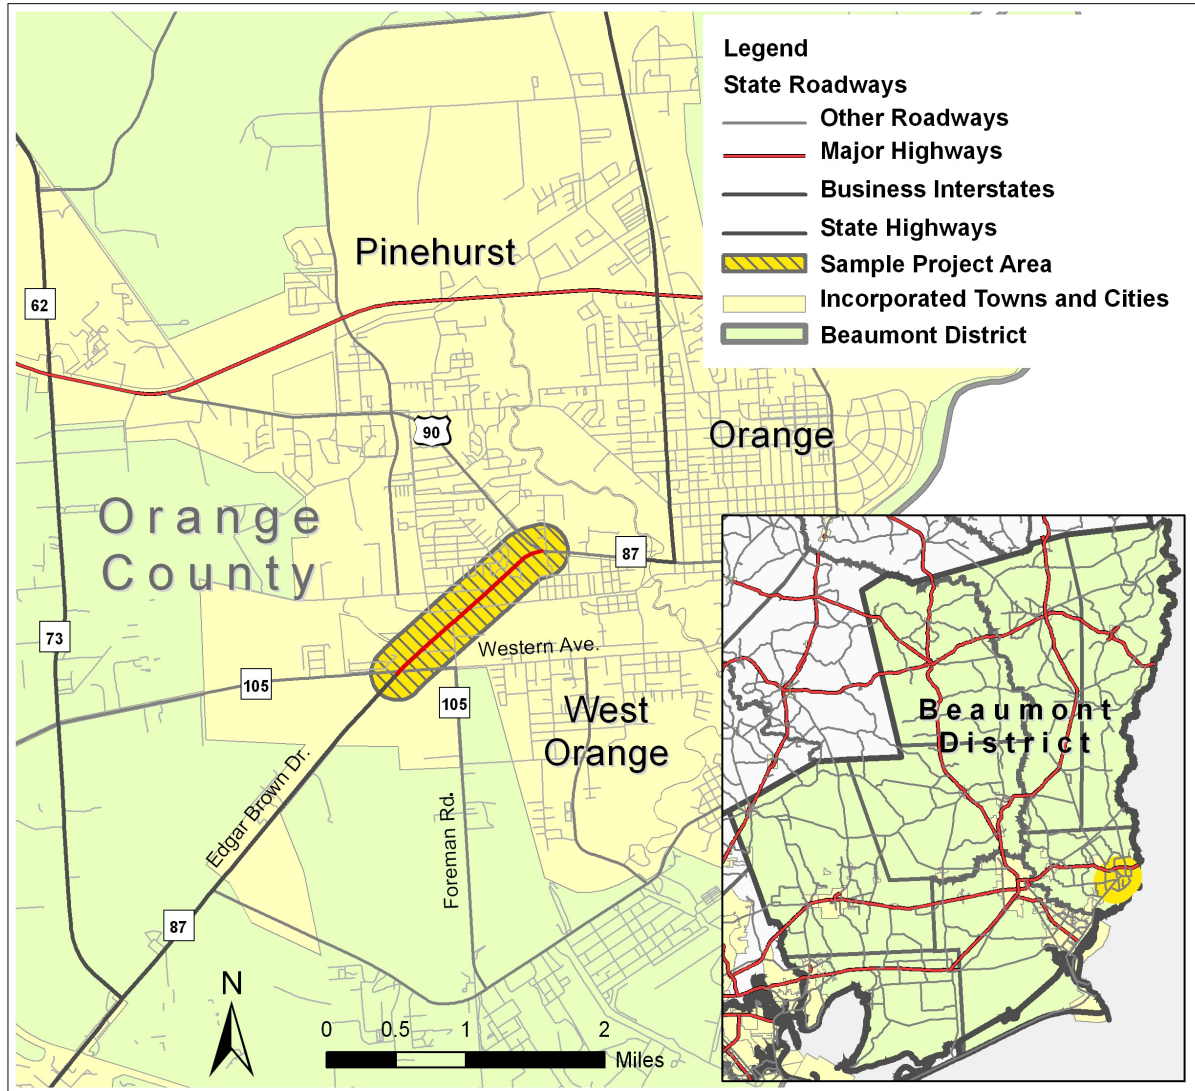 Legend
State Roadways
Other Roadways
Major Highways
Business Interstates
State Highways
Sample Project Area
Incorporated Towns and Cities
Beaumont District
Pinehurst
62
90
Orange
Orange
County
87
73
Western Ave.
105
105
West
Orange
Edgar Brown Dr.
Foreman Rd.
87
N
0 0.5 1 2
Miles
Beaumont
District